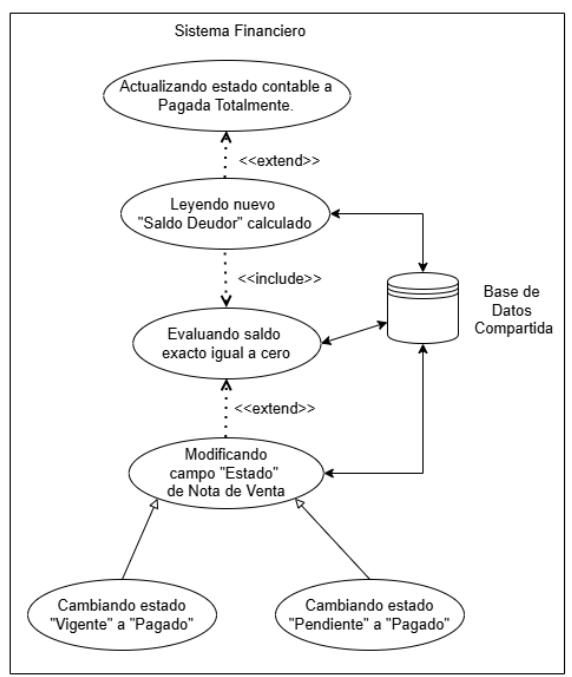 Sistema Financiero
Actualizando estado contable a
Pagada Totalmente.
<<extend>>
Leyendo nuevo
"Saldo Deudor" calculado
<<include>>
Base de
Datos
Compartida
Evaluando saldo
exacto igual a cero
<<extend>>
Modificando
campo "Estado"
de Nota de Venta
Cambiando estado
"Vigente" a "Pagado"
Cambiando estado
"Pendiente" a "Pagado"